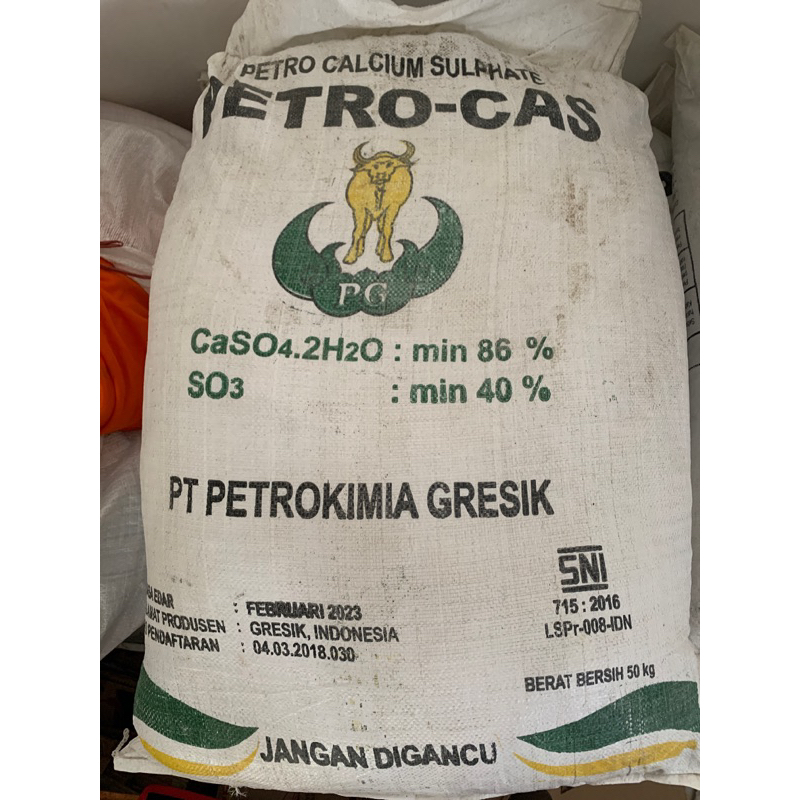 PETRO CALCIUM SULPHATE
PETRO-CAS
PG
CaSO4.2H2O : min 86 %
SO3 : min 40 %
PT PETROKIMIA GRESIK
SNI
715 : 2016
LSPr-008-IDN
EDAR : FEBRUARI 2023
PRODUSEN : GRESIK, INDONESIA
PENDAFTARAN : 04.03.2018.030
BERAT BERSIH 50 kg
JANGAN DIGANCU